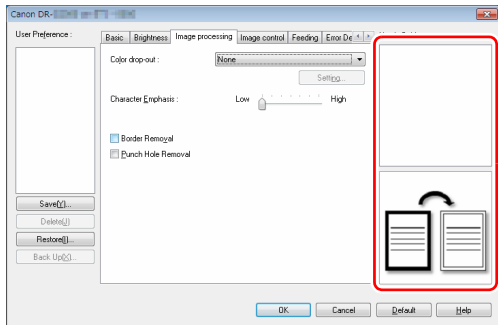 Canon DR-
User Preference :
Basic Brightness Image processing Image control Feeding Error De
Color drop-out : None
Setting...
Character Emphasis : Low High
Border Removal
Punch Hole Removal
Save(Y)...
Delete(J)
Restore(I)...
Back Up(X)...
OK Cancel Default Help